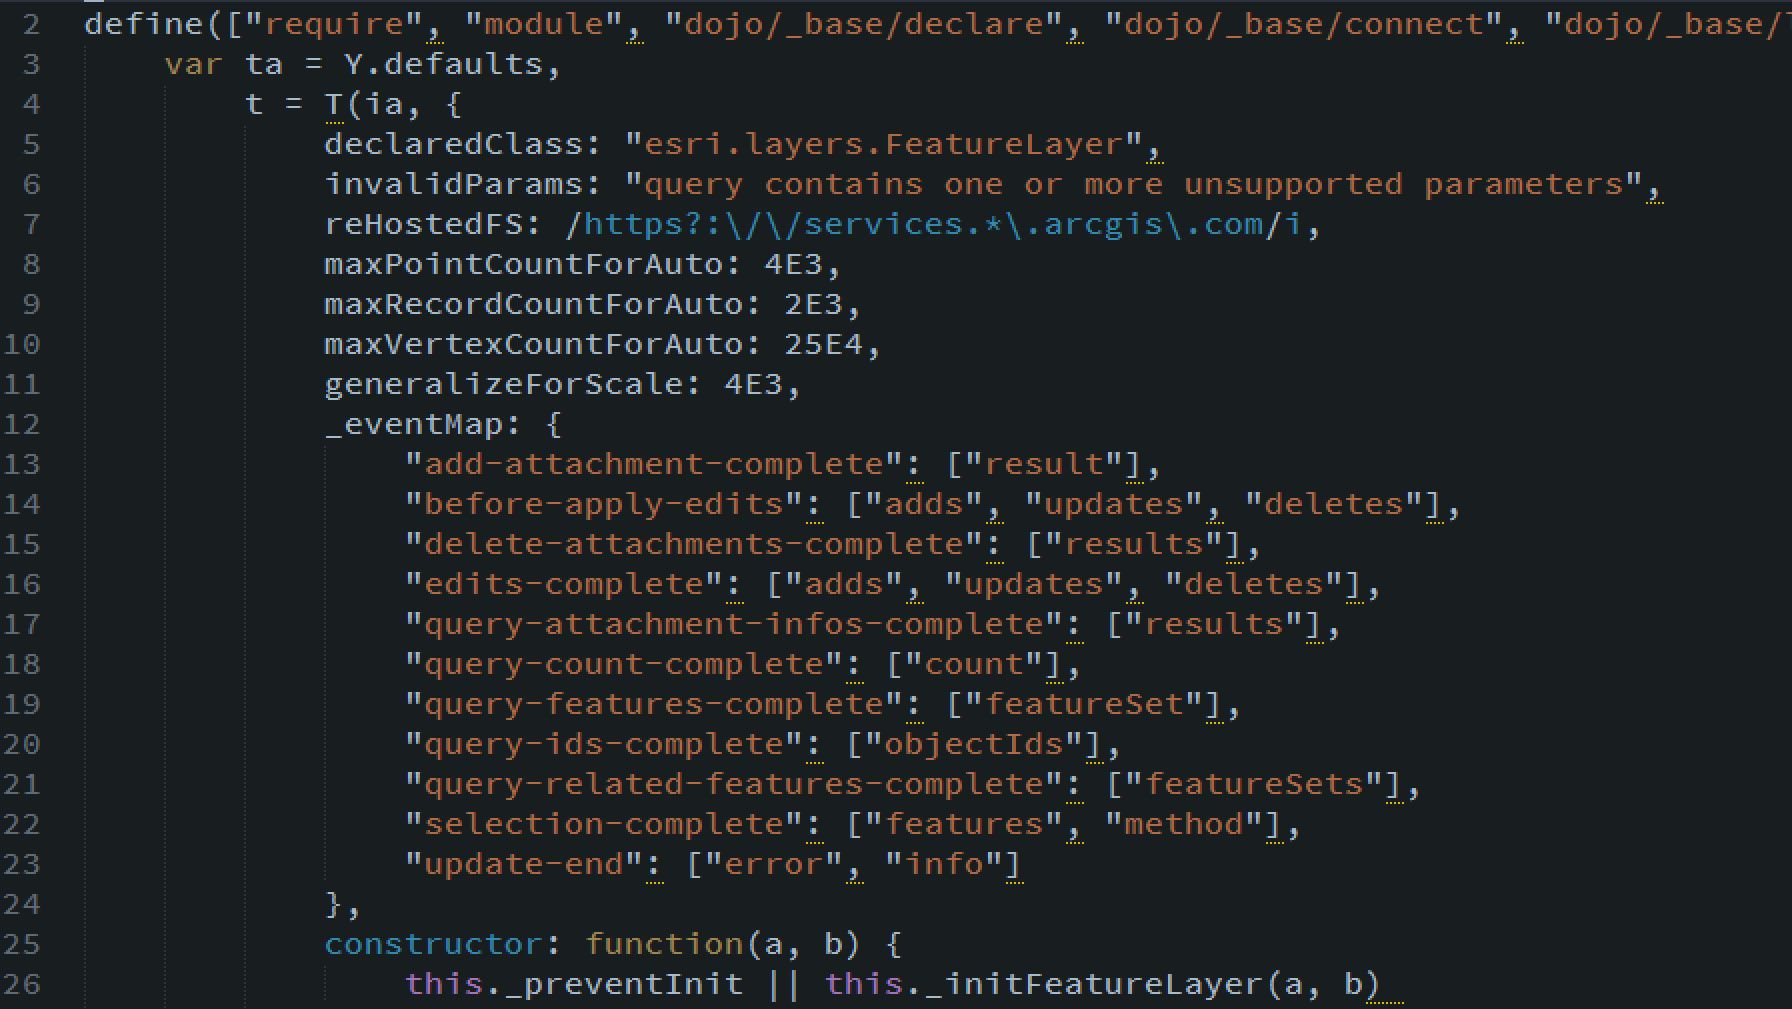 2 define(["require", "module", "dojo/_base/declare", "dojo/_base/connect", "dojo/_base/
3 var ta = Y.defaults,
4 t = T(ia, {
5 declaredClass: "esri.layers.FeatureLayer",
6 invalidParams: "query contains one or more unsupported parameters",
7 reHostedFS: /https?:\/\/services.*\.arcgis\.com/i,
8 maxPointCountForAuto: 4E3,
9 maxRecordCountForAuto: 2E3,
10 maxVertexCountForAuto: 25E4,
11 generalizeForScale: 4E3,
12 _eventMap: {
13 "add-attachment-complete": ["result"],
14 "before-apply-edits": ["adds", "updates", "deletes"],
15 "delete-attachments-complete": ["results"],
16 "edits-complete": ["adds", "updates", "deletes"],
17 "query-attachment-infos-complete": ["results"],
18 "query-count-complete": ["count"],
19 "query-features-complete": ["featureSet"],
20 "query-ids-complete": ["objectIds"],
21 "query-related-features-complete": ["featureSets"],
22 "selection-complete": ["features", "method"],
23 "update-end": ["error", "info"]
24 },
25 constructor: function(a, b) {
26 this._preventInit || this._initFeatureLayer(a, b)